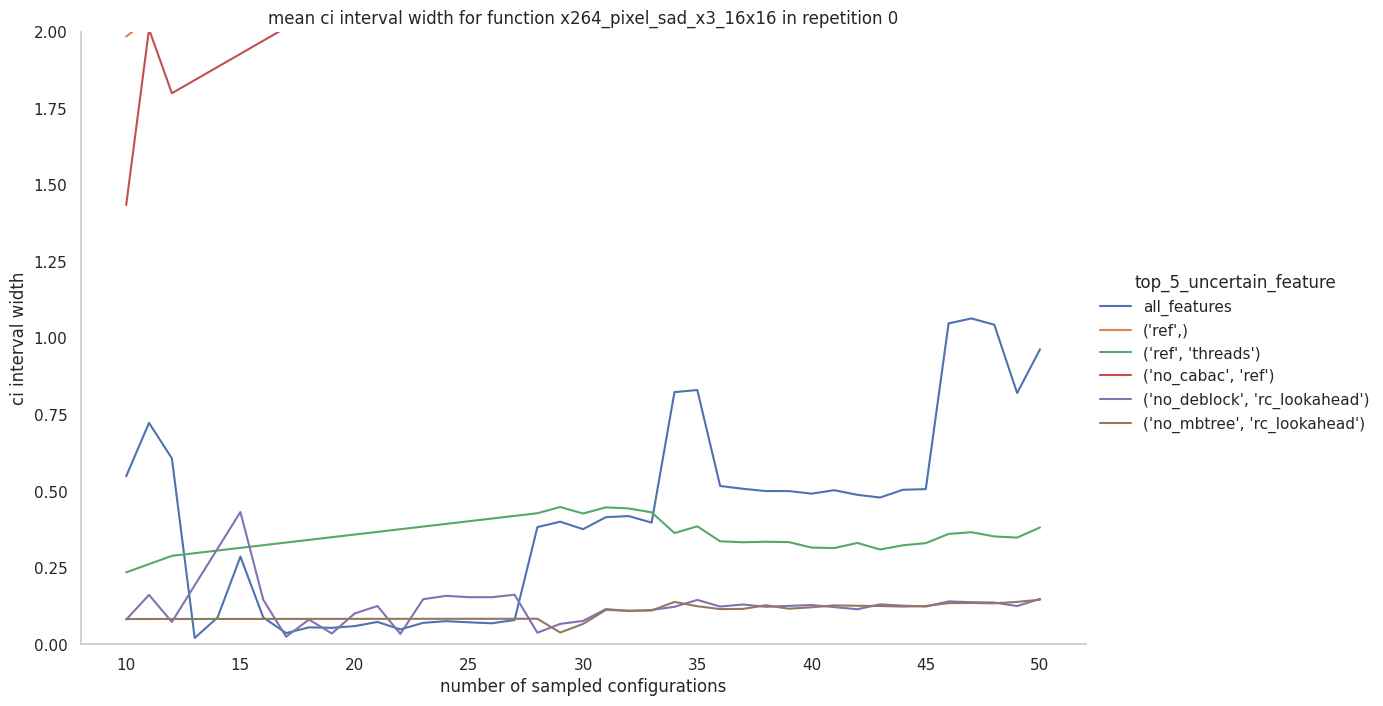 mean ci interval width for function x264_pixel_sad_x3_16x16 in repetition 0
2.00
1.75
1.50
1.25
1.00
0.75
0.50
0.25
0.00
ci interval width
10 15 20 25 30 35 40 45 50
number of sampled configurations
top_5_uncertain_feature
all_features
('ref',)
('ref', 'threads')
('no_cabac', 'ref')
('no_deblock', 'rc_lookahead')
('no_mbtree', 'rc_lookahead')